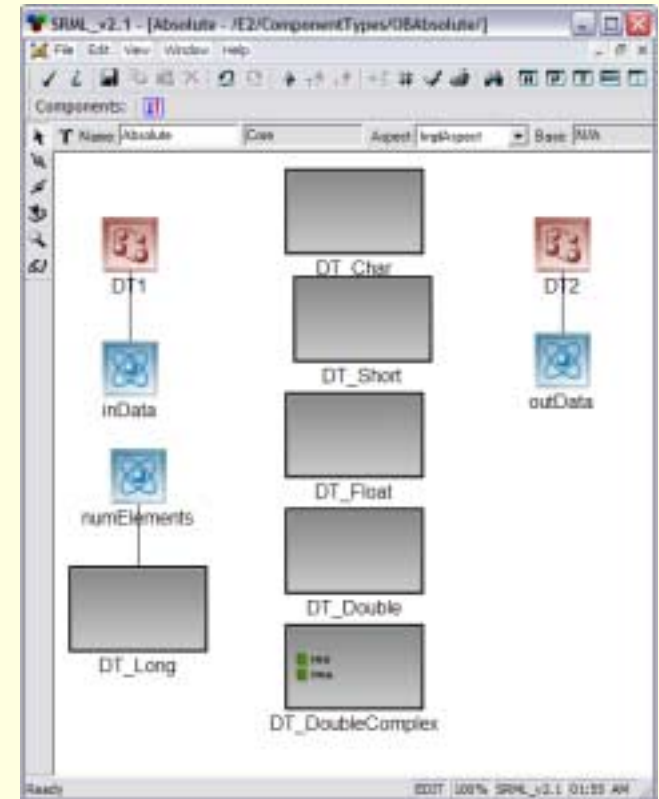 SRML_v2.1 - [Absolute - /E2/ComponentTypes/OBAbsolute/]
File Edit View Window Help
Components:
Name: Absolute Core Aspect: ImplAspect Base: N/A
DT1
DT_Char
DT2
inData
DT_Short
outData
numElements
DT_Float
DT_Long
DT_Double
DT_DoubleComplex
Ready EDIT 100% SRML_v2.1 01:55 AM